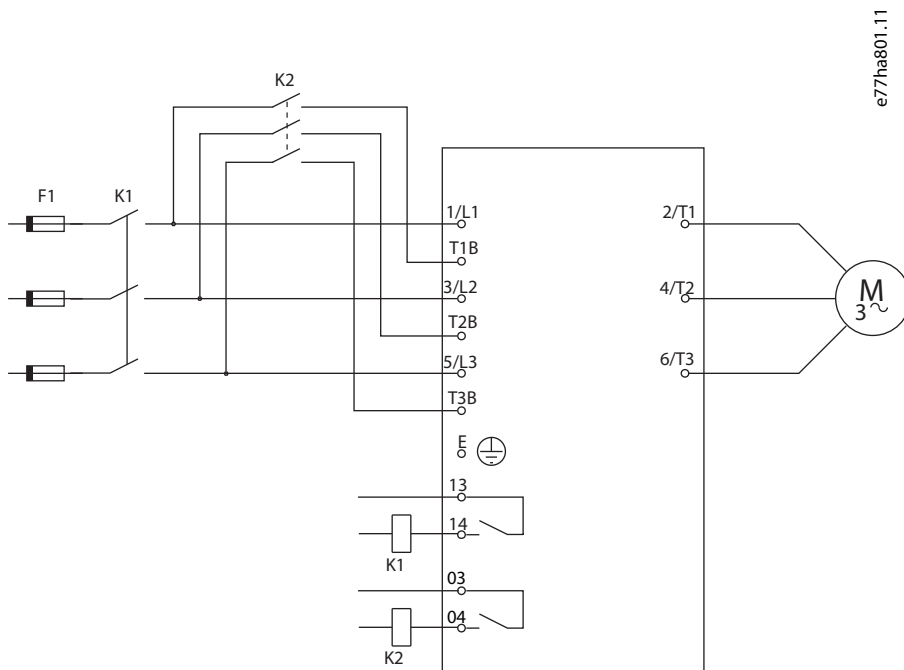 e77ha801.11
K2
F1
K1
1/L1
T1B
3/L2
T2B
5/L3
T3B
E
13
14
K1
03
04
K2
2/T1
4/T2
6/T3
M
3~